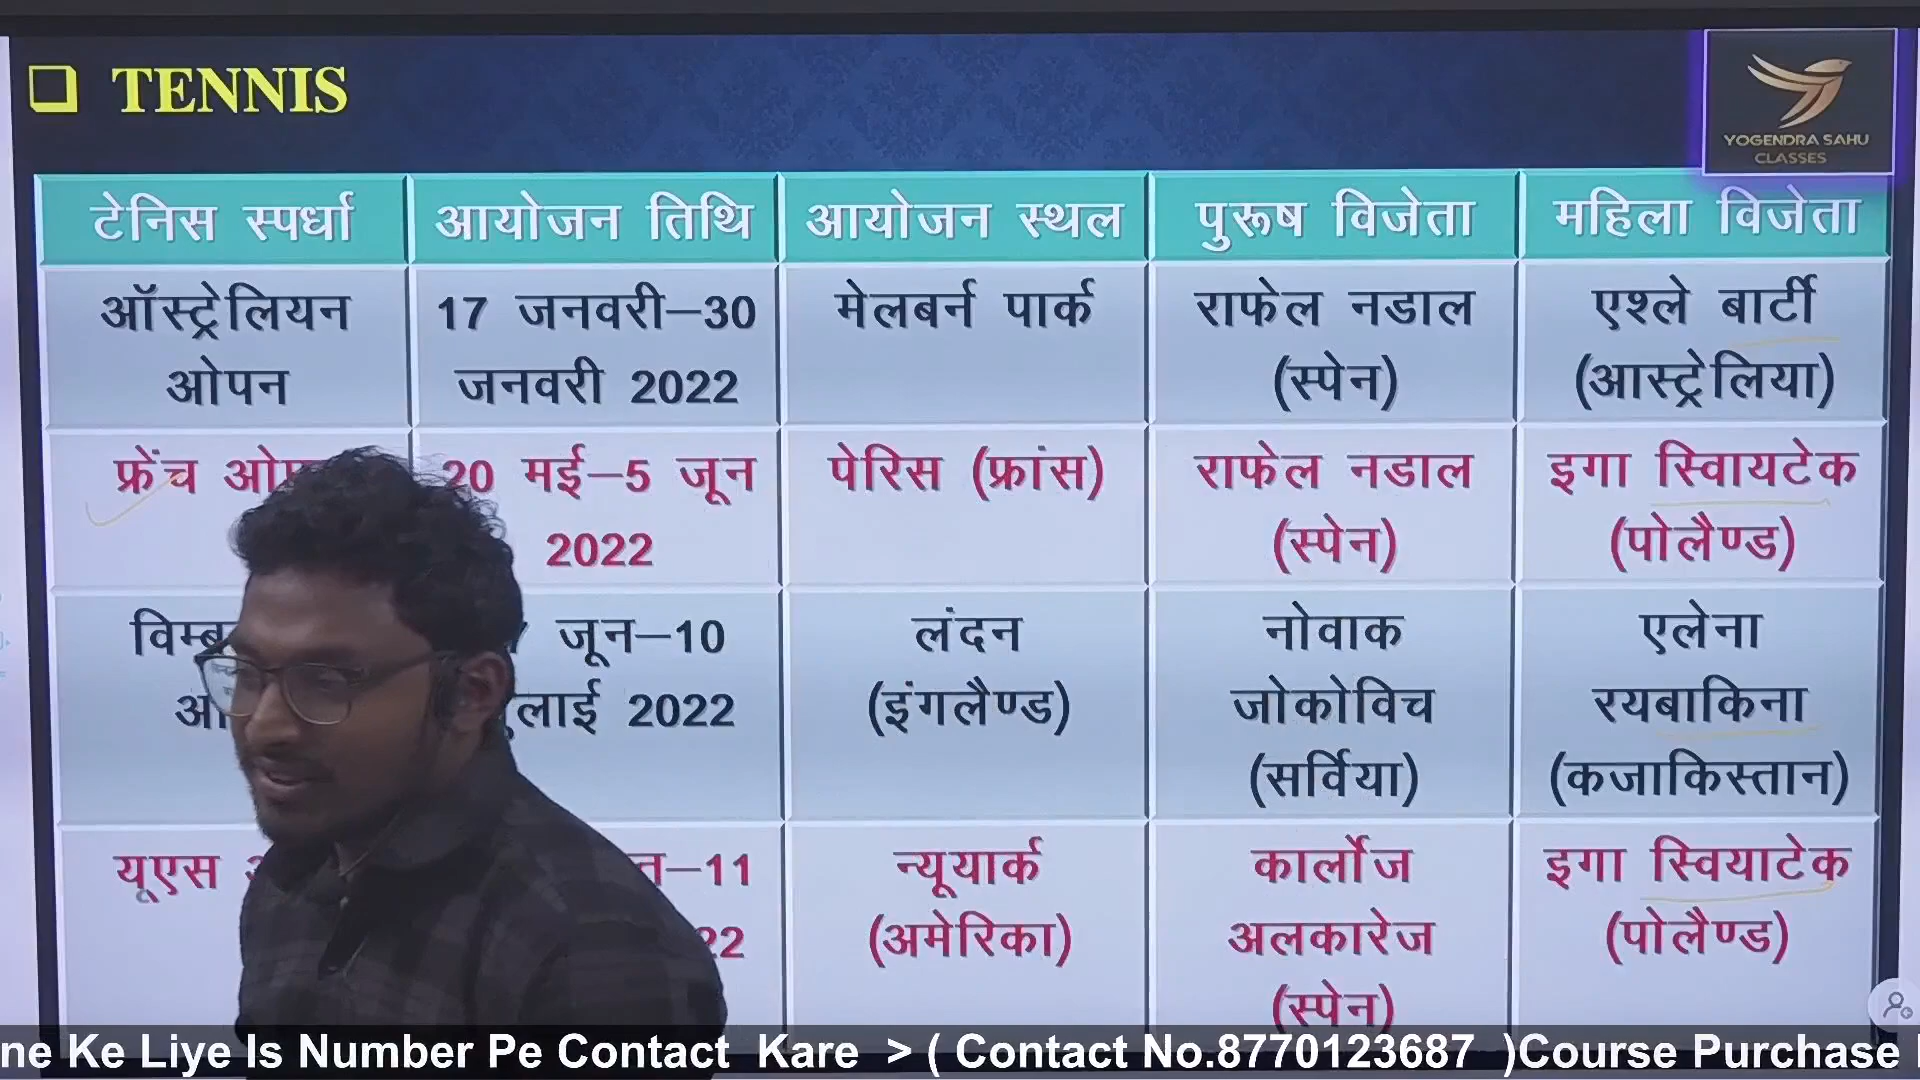 TENNIS
YOGENDRA SAHU
CLASSES
टेनिस स्पर्धा आयोजन तिथि आयोजन स्थल पुरूष विजेता महिला विजेता
ऑस्ट्रेलियन
ओपन
17 जनवरी–30
जनवरी 2022
मेलबर्न पार्क
राफेल नडाल
(स्पेन)
एश्ले बार्टी
(आस्ट्रेलिया)
फ्रेंच
20 मई–5 जून
2022
पेरिस (फ्रांस)
राफेल नडाल
(स्पेन)
इगा स्वियाटेक
(पोलैण्ड)
जून–10
2022
लंदन
(इंगलैण्ड)
नोवाक
जोकोविच
(सर्विया)
एलेना
रयबाकिना
(कजाकिस्तान)
यूएस
–11
न्यूयार्क
(अमेरिका)
कार्लोज
अलकारेज
(स्पेन)
इगा स्वियाटेक
(पोलैण्ड)
ne Ke Liye Is Number Pe Contact Kare > ( Contact No.8770123687 )Course Purchase